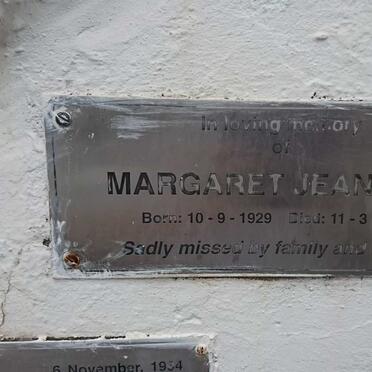 In loving memory
of
MARGARET JEAN
Born: 10 - 9 - 1929 Died: 11 - 3
Sadly missed by family and
6 November, 1934